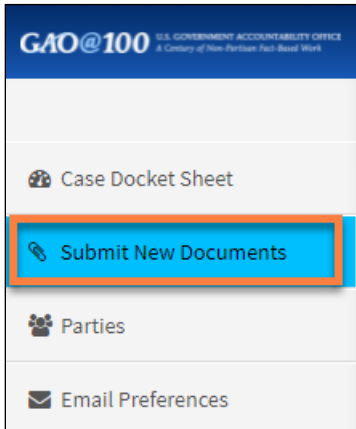 GAO@100 U.S. GOVERNMENT ACCOUNTABILITY OFFICE
A Century of Non-Partisan Fact-Based Work
Case Docket Sheet
Submit New Documents
Parties
Email Preferences